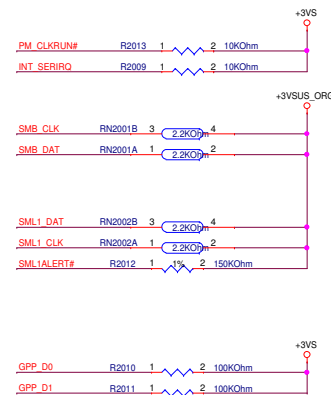 +3VS
PM_CLKRUN# R2013 1 2 10KOhm
INT_SERIRQ R2009 1 2 10KOhm
+3VSUS_ORG
SMB_CLK RN2001B 3 2.2KOhm 4
SMB_DAT RN2001A 1 2.2KOhm 2
SML1_DAT RN2002B 3 2.2KOhm 4
SML1_CLK RN2002A 1 2.2KOhm 2
SML1ALERT# R2012 1 1% 2 150KOhm
+3VS
GPP_D0 R2010 1 2 100KOhm
GPP_D1 R2011 1 2 100KOhm